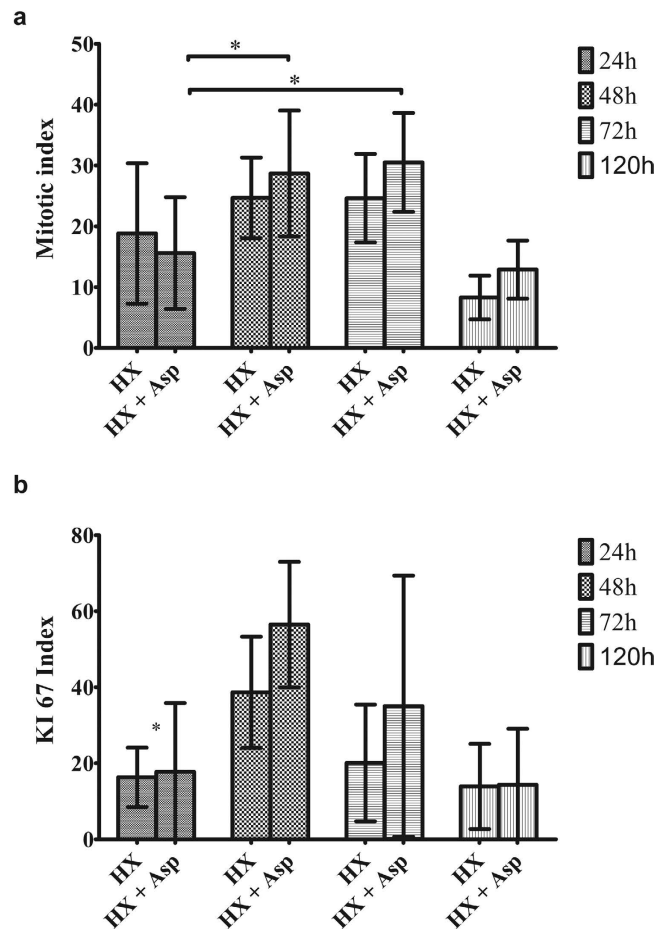 a
*
*
Mitotic index
50
40
30
20
10
0
HX
HX + Asp
HX
HX + Asp
HX
HX + Asp
HX
HX + Asp
24h
48h
72h
120h
b
*
KI 67 Index
80
60
40
20
0
HX
HX + Asp
HX
HX + Asp
HX
HX + Asp
HX
HX + Asp
24h
48h
72h
120h